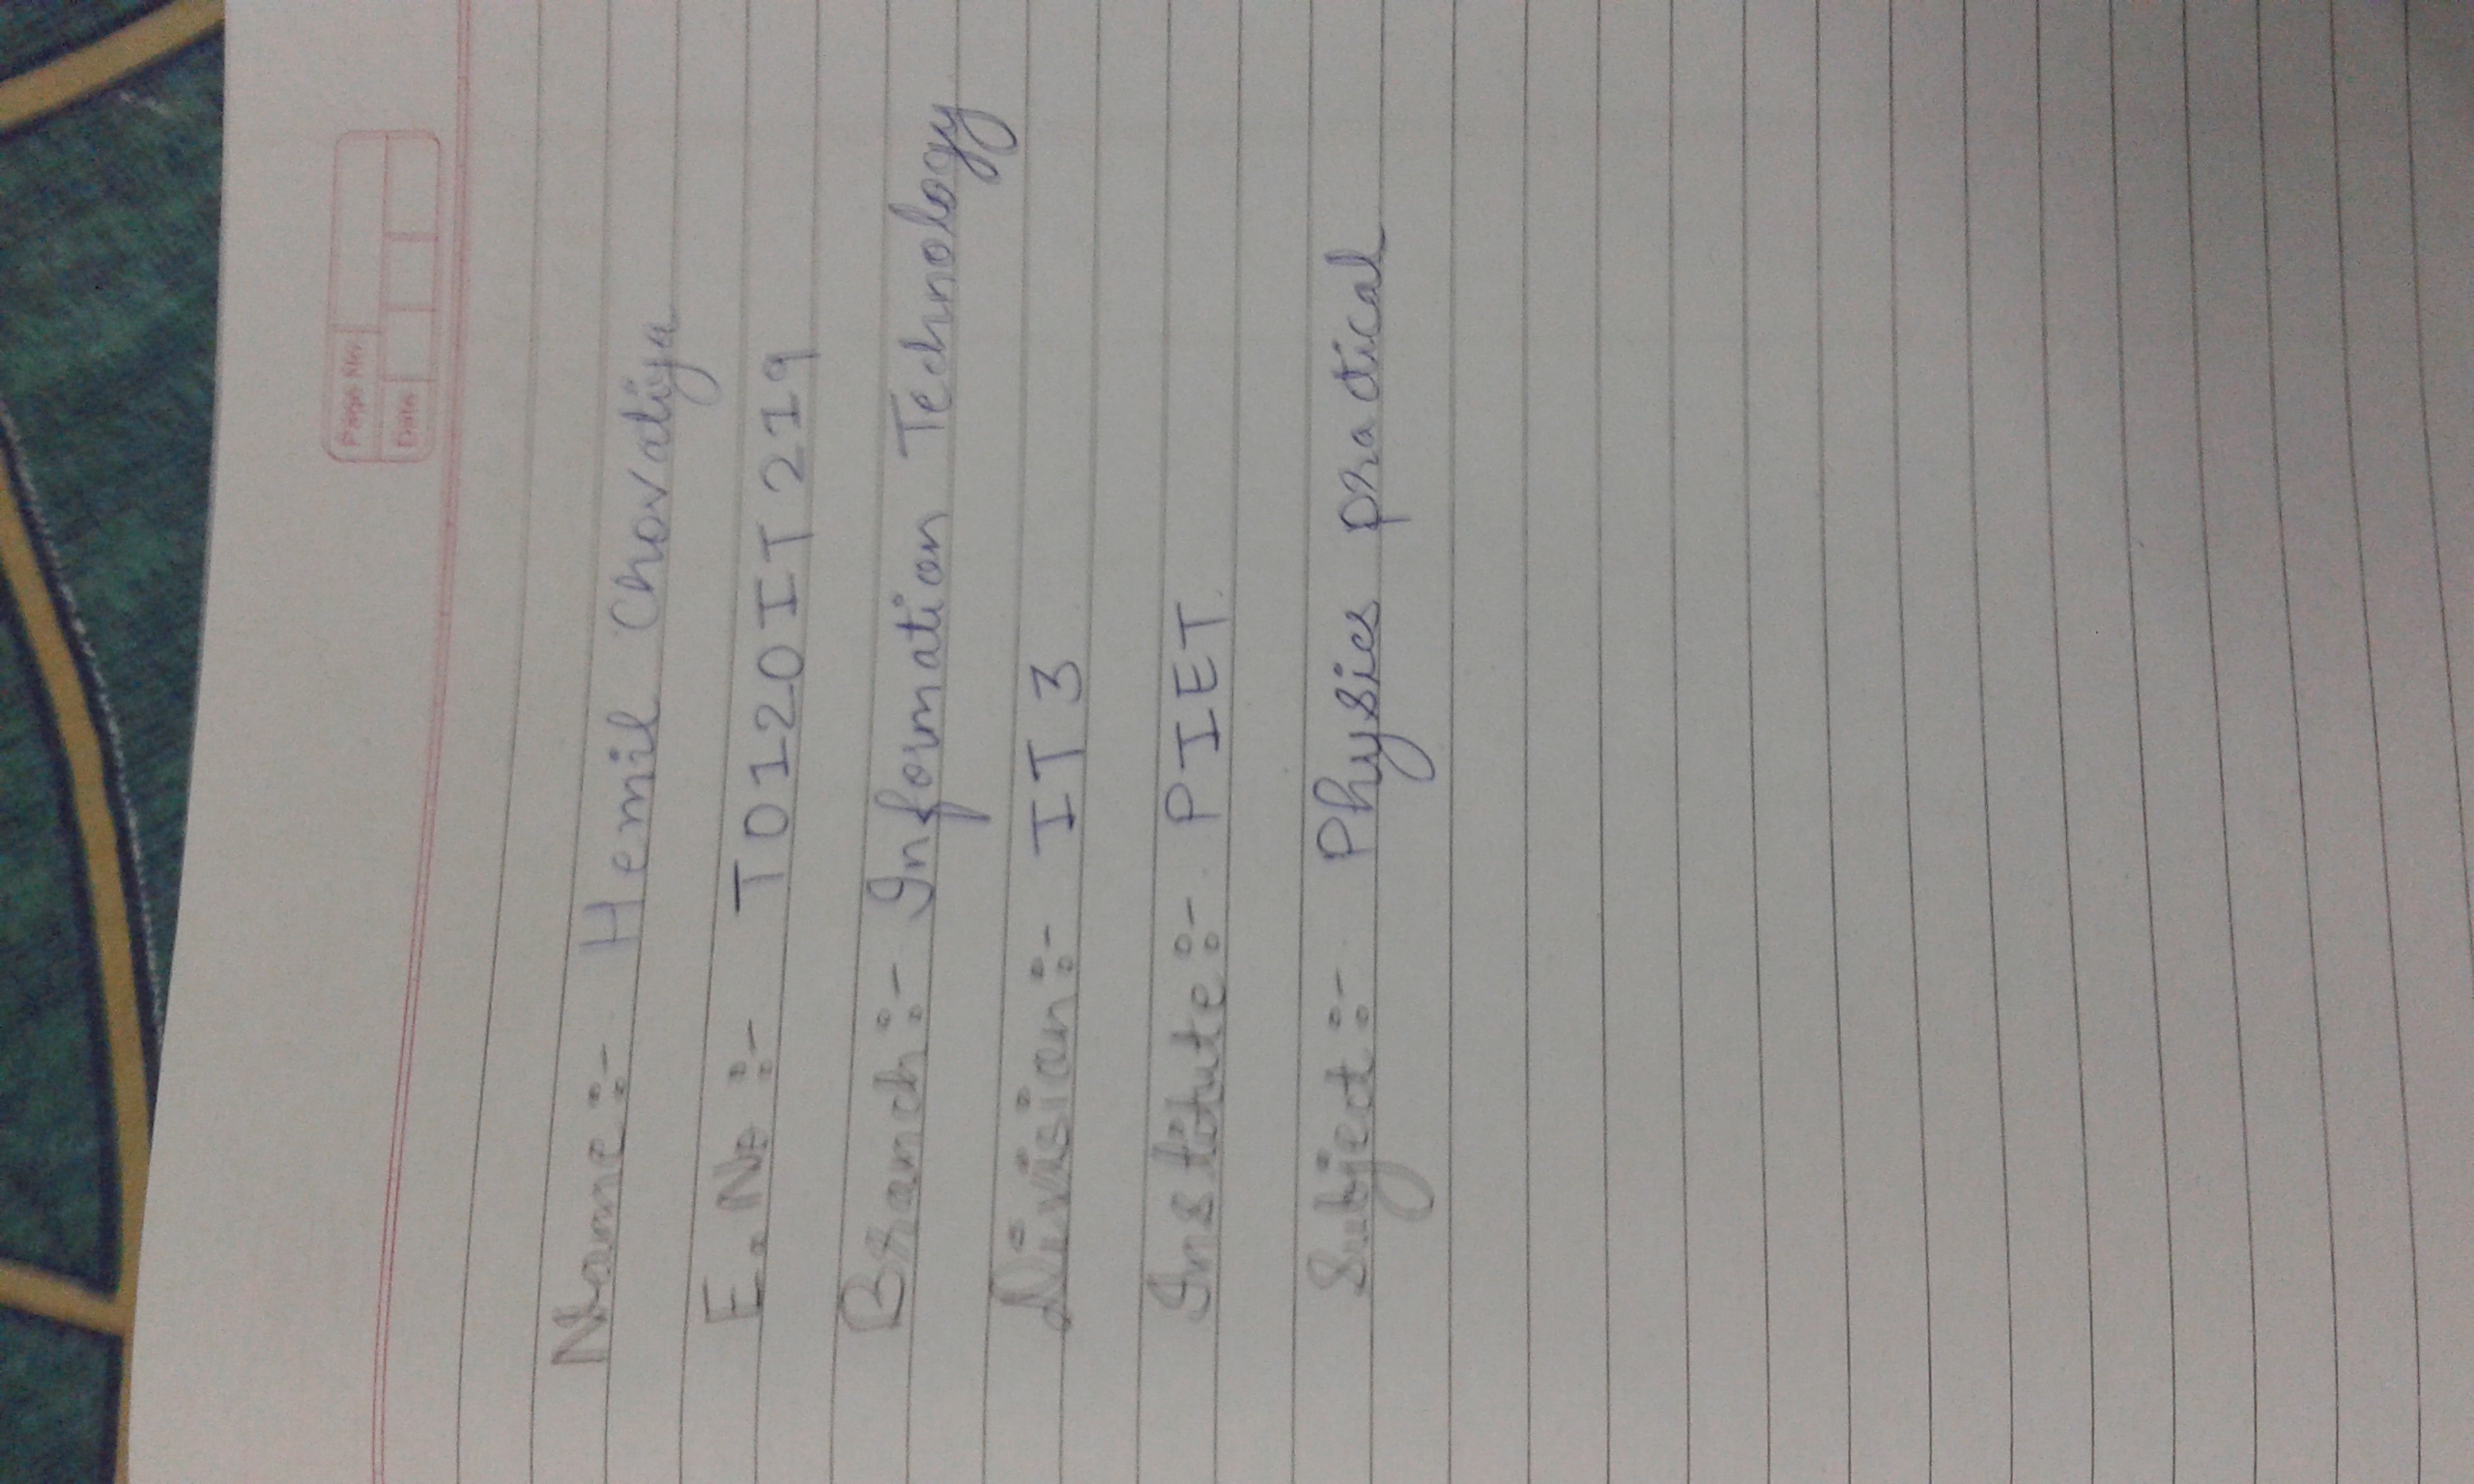 Page No.
Date
Name :- Hemil Chovatiya
E. No :- T0120IT219
Branch :- Information Technology
Division :- IT 3
Institute :- PIET.
Subject :- Physics practical